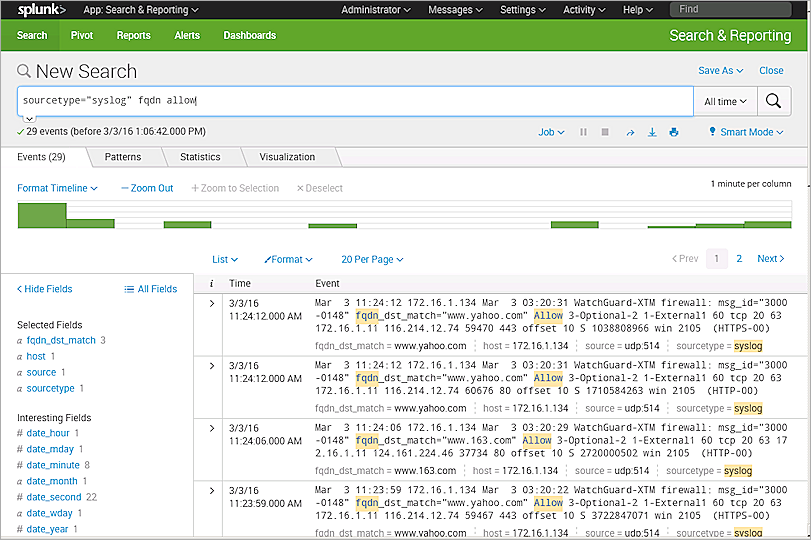 splunk> App: Search & Reporting Administrator Messages Settings Activity Help Find
Search Pivot Reports Alerts Dashboards Search & Reporting
New Search Save As Close
sourcetype="syslog" fqdn allow All time
29 events (before 3/3/16 1:06:42.000 PM) Job Smart Mode
Events (29) Patterns Statistics Visualization
Format Timeline — Zoom Out + Zoom to Selection × Deselect 1 minute per column
List Format 20 Per Page < Prev 1 2 Next >
< Hide Fields All Fields i Time Event
Selected Fields
a fqdn_dst_match 3
a host 1
a source 1
a sourcetype 1
Interesting Fields
# date_hour 1
# date_mday 1
# date_minute 8
a date_month 1
# date_second 22
a date_wday 1
# date_year 1
> 3/3/16 Mar 3 11:24:12 172.16.1.134 Mar 3 03:20:31 WatchGuard-XTM firewall: msg_id="3000
11:24:12.000 AM -0148" fqdn_dst_match="www.yahoo.com" Allow 3-Optional-2 1-External1 60 tcp 20 63
172.16.1.11 116.214.12.74 59470 443 offset 10 S 1038808966 win 2105 (HTTPS-00)
fqdn_dst_match = www.yahoo.com host = 172.16.1.134 source = udp:514 sourcetype = syslog
> 3/3/16 Mar 3 11:24:12 172.16.1.134 Mar 3 03:20:31 WatchGuard-XTM firewall: msg_id="3000
11:24:12.000 AM -0148" fqdn_dst_match="www.yahoo.com" Allow 3-Optional-2 1-External1 60 tcp 20 63
172.16.1.11 116.214.12.74 60676 80 offset 10 S 1710584263 win 2105 (HTTP-00)
fqdn_dst_match = www.yahoo.com host = 172.16.1.134 source = udp:514 sourcetype = syslog
> 3/3/16 Mar 3 11:24:06 172.16.1.134 Mar 3 03:20:29 WatchGuard-XTM firewall: msg_id="3000
11:24:06.000 AM -0148" fqdn_dst_match="www.163.com" Allow 3-Optional-2 1-External1 60 tcp 20 63 17
2.16.1.11 124.161.224.46 37734 80 offset 10 S 2720000502 win 2105 (HTTP-00)
fqdn_dst_match = www.163.com host = 172.16.1.134 source = udp:514 sourcetype = syslog
> 3/3/16 Mar 3 11:23:59 172.16.1.134 Mar 3 03:20:22 WatchGuard-XTM firewall: msg_id="3000
11:23:59.000 AM -0148" fqdn_dst_match="www.yahoo.com" Allow 3-Optional-2 1-External1 60 tcp 20 63
172.16.1.11 116.214.12.74 59467 443 offset 10 S 3722847071 win 2105 (HTTPS-00)
fqdn_dst_match = www.yahoo.com host = 172.16.1.134 source = udp:514 sourcetype = syslog